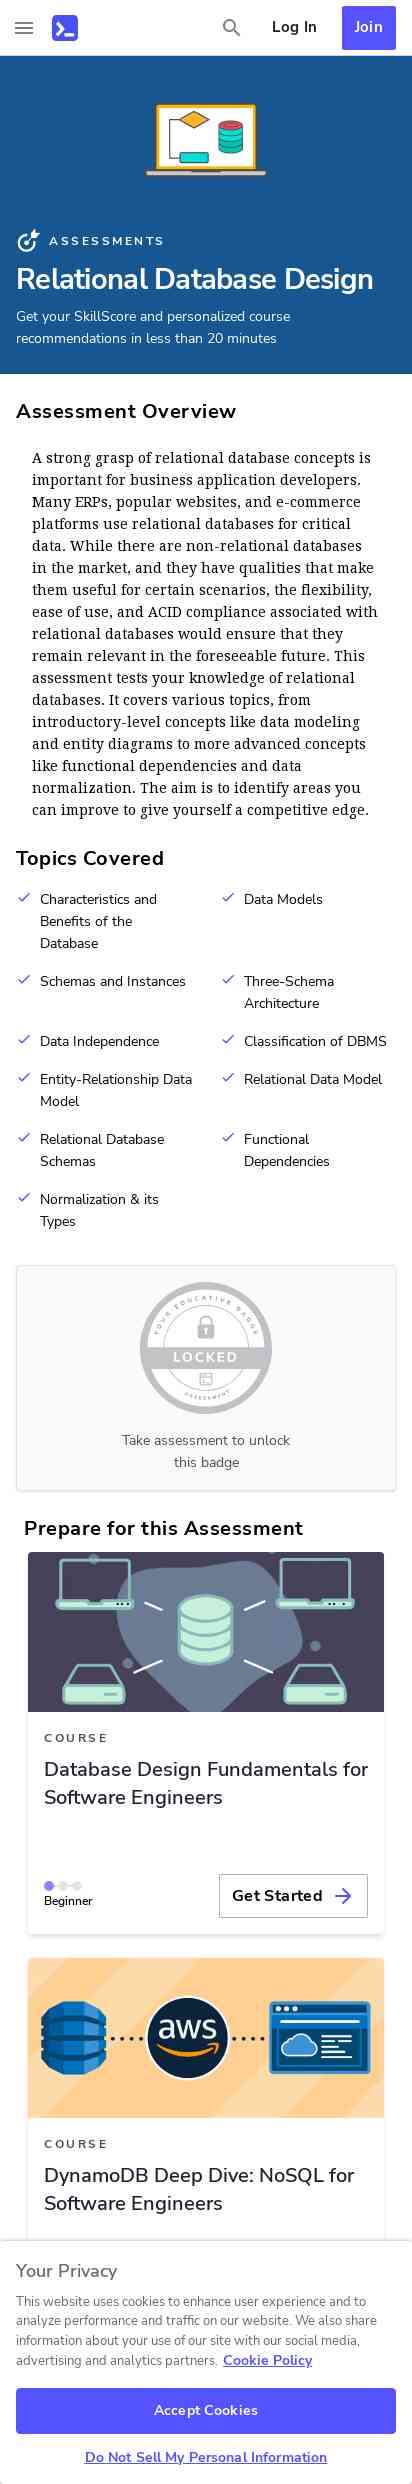 Log In
Join
ASSESSMENTS
Relational Database Design
Get your SkillScore and personalized course
recommendations in less than 20 minutes
Assessment Overview
A strong grasp of relational database concepts is
important for business application developers.
Many ERPs, popular websites, and e-commerce
platforms use relational databases for critical
data. While there are non-relational databases
in the market, and they have qualities that make
them useful for certain scenarios, the flexibility,
ease of use, and ACID compliance associated with
relational databases would ensure that they
remain relevant in the foreseeable future. This
assessment tests your knowledge of relational
databases. It covers various topics, from
introductory-level concepts like data modeling
and entity diagrams to more advanced concepts
like functional dependencies and data
normalization. The aim is to identify areas you
can improve to give yourself a competitive edge.
Topics Covered
Characteristics and
Benefits of the
Database
Data Models
Schemas and Instances
Three-Schema
Architecture
Data Independence
Classification of DBMS
Entity-Relationship Data
Model
Relational Data Model
Relational Database
Schemas
Functional
Dependencies
Normalization & its
Types
YOUR EDUCATIVE BADGE
LOCKED
ASSESSMENT
Take assessment to unlock
this badge
Prepare for this Assessment
COURSE
Database Design Fundamentals for
Software Engineers
Beginner
Get Started
aws
COURSE
DynamoDB Deep Dive: NoSQL for
Software Engineers
Your Privacy
This website uses cookies to enhance user experience and to
analyze performance and traffic on our website. We also share
information about your use of our site with our social media,
advertising and analytics partners. Cookie Policy
Accept Cookies
Do Not Sell My Personal Information